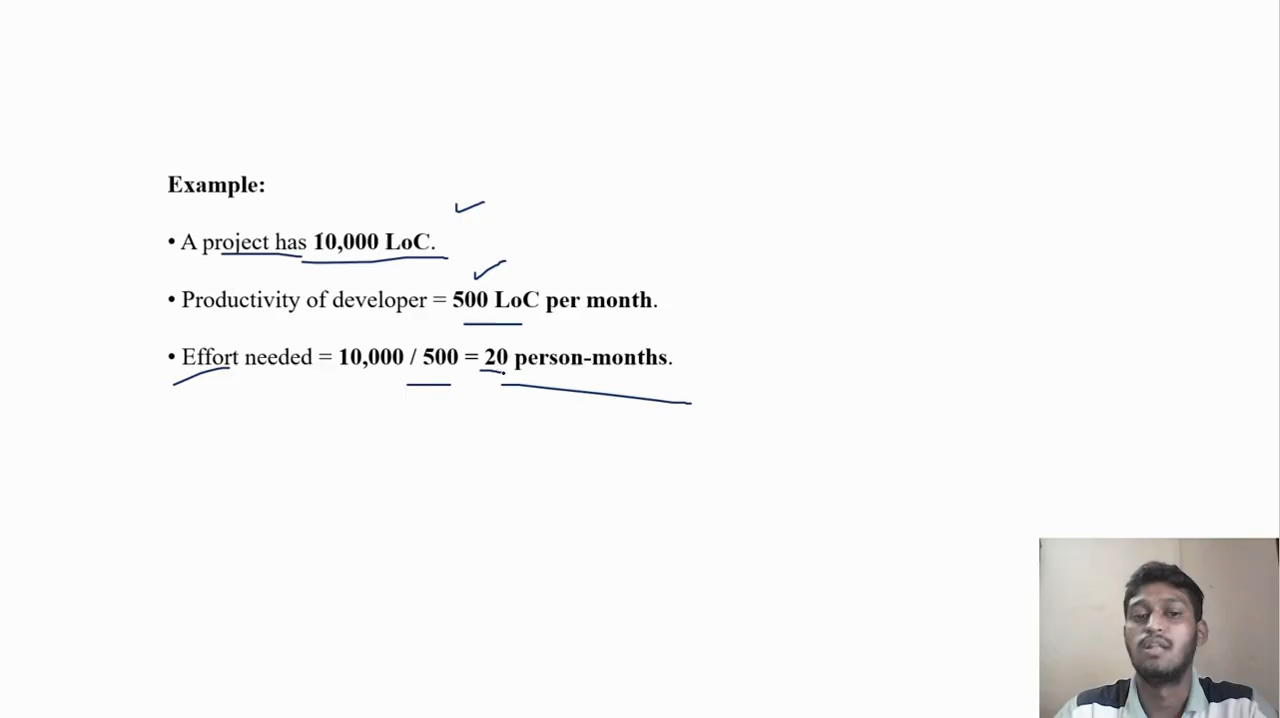 Example:
• A project has 10,000 LoC.
• Productivity of developer = 500 LoC per month.
• Effort needed = 10,000 / 500 = 20 person-months.